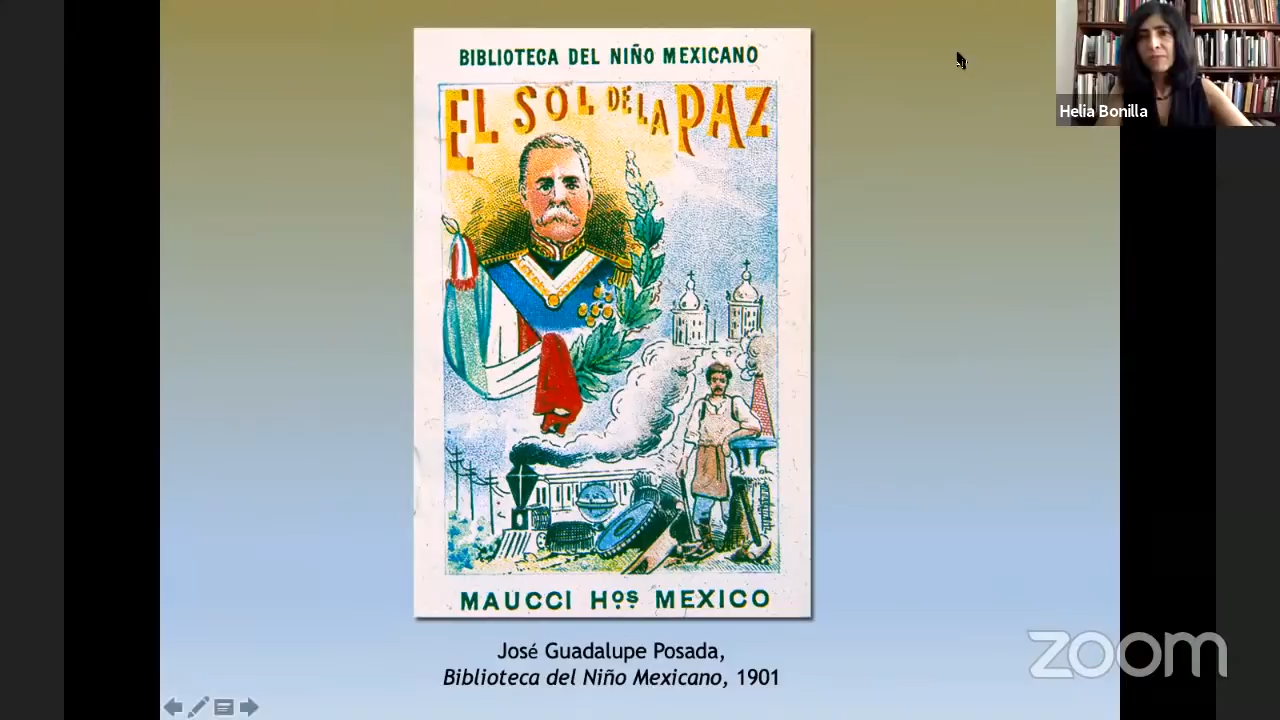 BIBLIOTECA DEL NIÑO MEXICANO
EL SOL DE LA PAZ
MAUCCI Hos MEXICO
José Guadalupe Posada,
Biblioteca del Niño Mexicano, 1901
Helia Bonilla
zoom